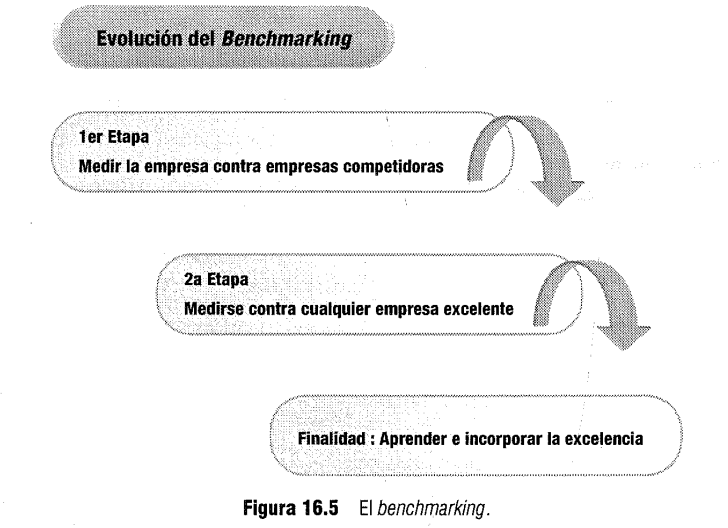 Evolución del Benchmarking
1er Etapa
Medir la empresa contra empresas competidoras
2a Etapa
Medirse contra cualquier empresa excelente
Finalidad : Aprender e incorporar la excelencia
Figura 16.5 El benchmarking.